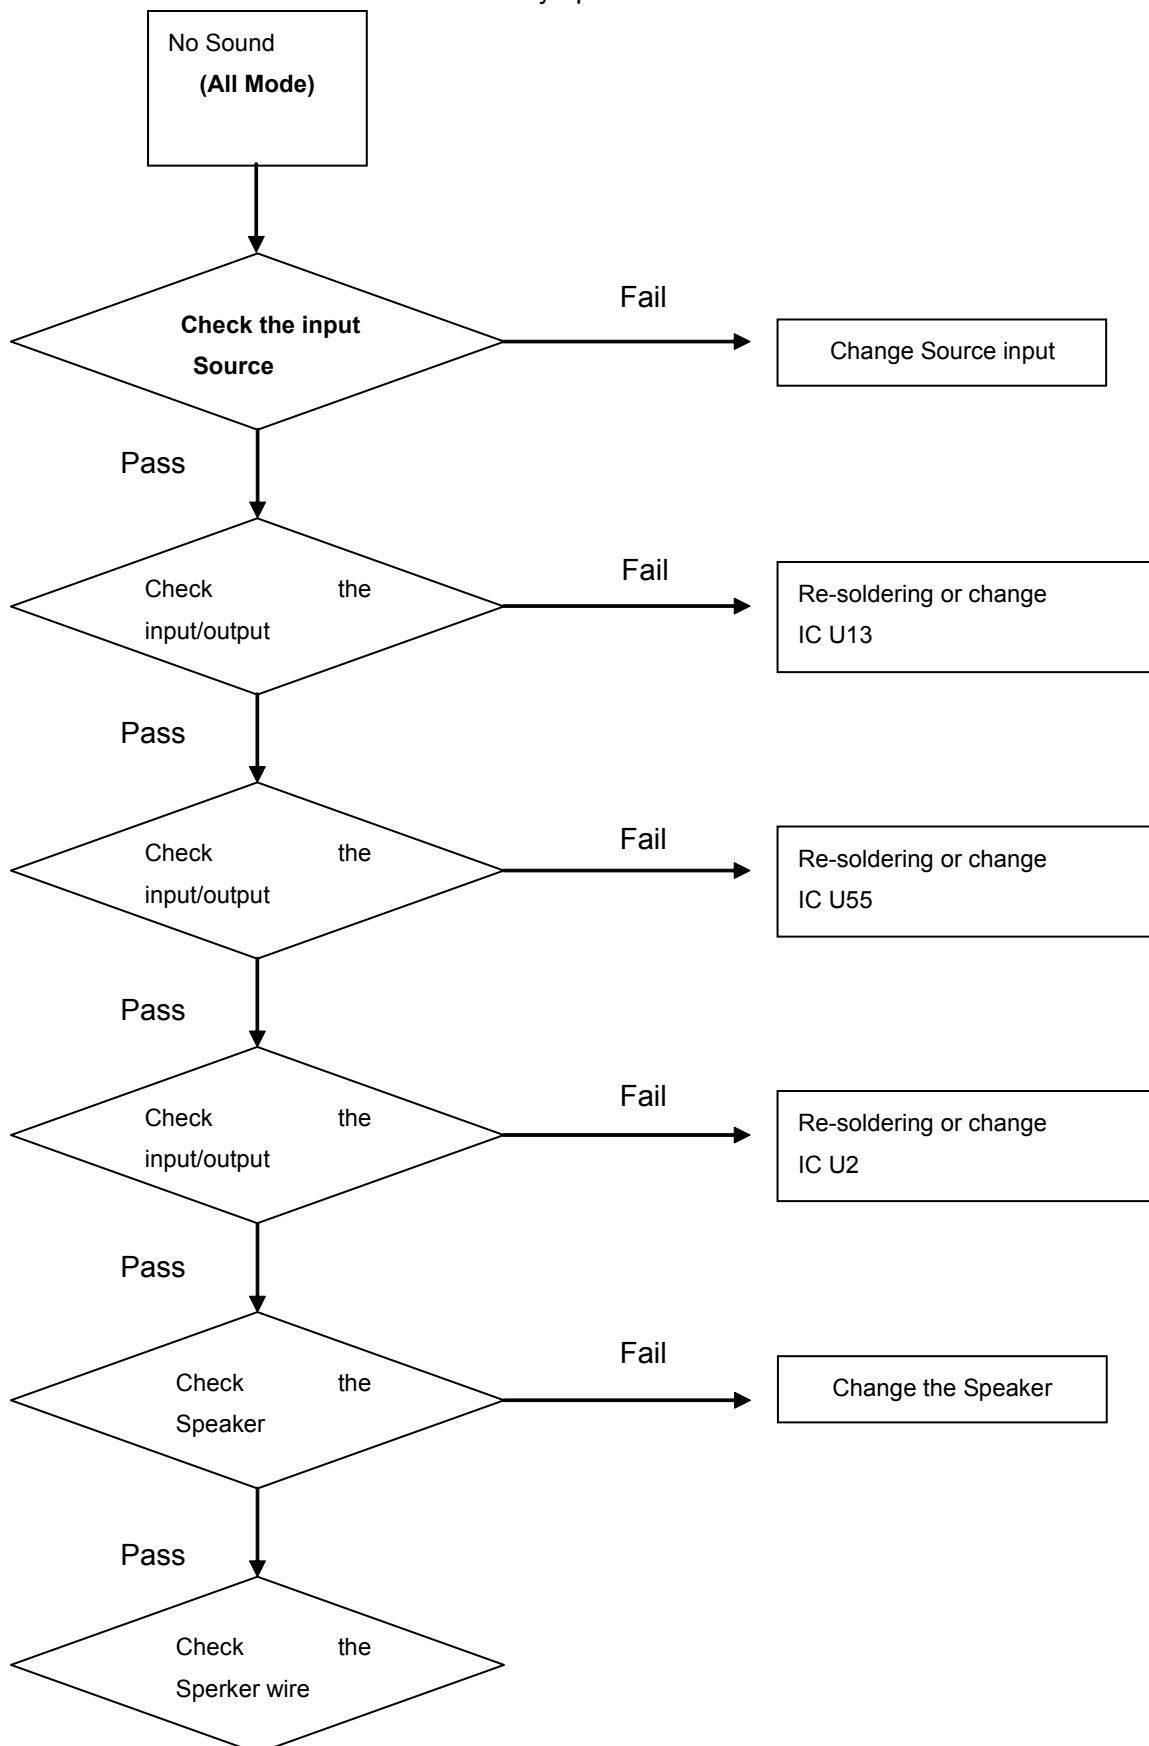 No Sound
(All Mode)
Fail
Check the input
Source
Change Source input
Pass
Fail
Check the
input/output
Re-soldering or change
IC U13
Pass
Fail
Check the
input/output
Re-soldering or change
IC U55
Pass
Fail
Check the
input/output
Re-soldering or change
IC U2
Pass
Fail
Check the
Speaker
Change the Speaker
Pass
Check the
Sperker wire